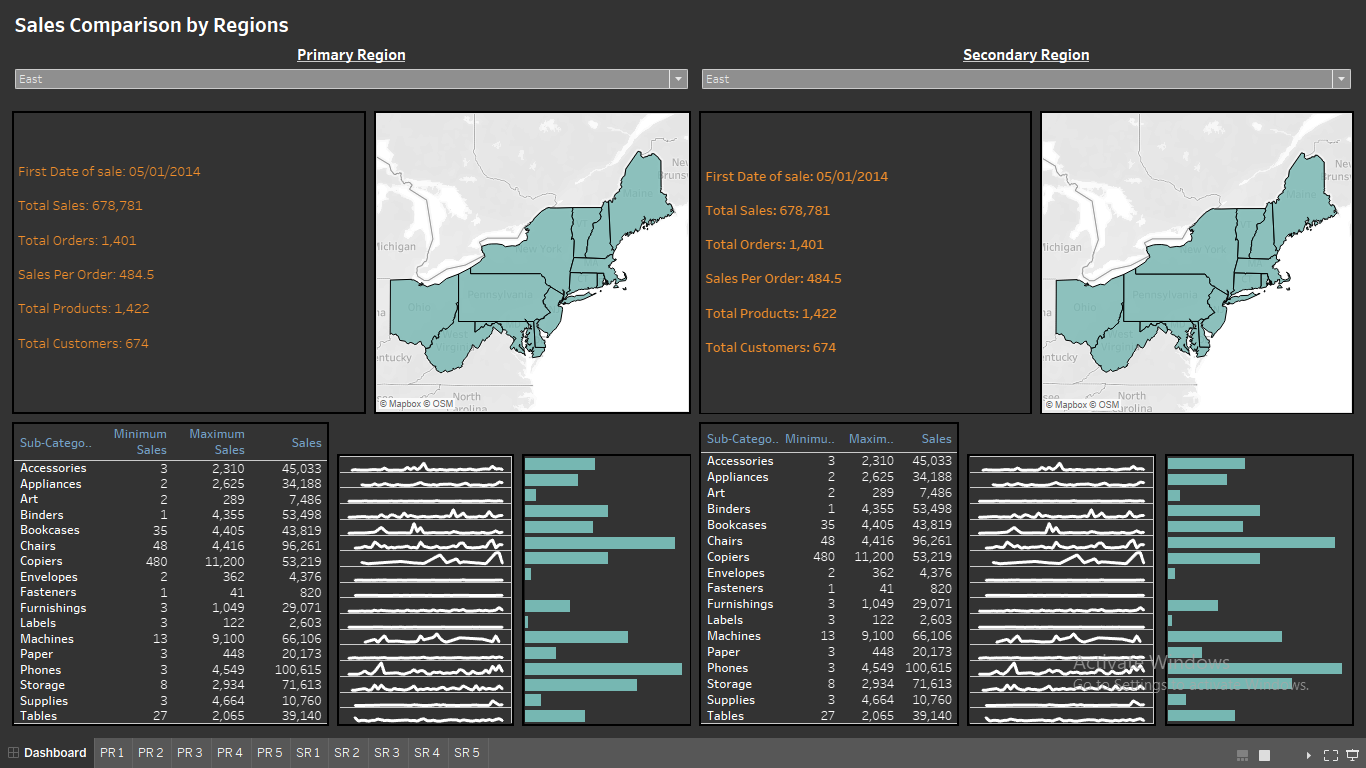 Sales Comparison by Regions
Primary Region
Secondary Region
East
East
First Date of sale: 05/01/2014
Total Sales: 678,781
Total Orders: 1,401
Sales Per Order: 484.5
Total Products: 1,422
Total Customers: 674
Maine
New
Brunsw
Michigan
New York
VT
Ohio
Pennsylvania
West
Virginia
entucky
North
Carolina
© Mapbox © OSM
First Date of sale: 05/01/2014
Total Sales: 678,781
Total Orders: 1,401
Sales Per Order: 484.5
Total Products: 1,422
Total Customers: 674
Maine
New
Brunsw
Michigan
New York
Ohio
Pennsylvania
West
Virginia
entucky
North
Carolina
© Mapbox © OSM
Sub-Catego.. Minimum Sales Maximum Sales Sales
Accessories 3 2,310 45,033
Appliances 2 2,625 34,188
Art 2 289 7,486
Binders 1 4,355 53,498
Bookcases 35 4,405 43,819
Chairs 48 4,416 96,261
Copiers 480 11,200 53,219
Envelopes 2 362 4,376
Fasteners 1 41 820
Furnishings 3 1,049 29,071
Labels 3 122 2,603
Machines 13 9,100 66,106
Paper 3 448 20,173
Phones 3 4,549 100,615
Storage 8 2,934 71,613
Supplies 3 4,664 10,760
Tables 27 2,065 39,140
Sub-Catego.. Minimu.. Maxim.. Sales
Accessories 3 2,310 45,033
Appliances 2 2,625 34,188
Art 2 289 7,486
Binders 1 4,355 53,498
Bookcases 35 4,405 43,819
Chairs 48 4,416 96,261
Copiers 480 11,200 53,219
Envelopes 2 362 4,376
Fasteners 1 41 820
Furnishings 3 1,049 29,071
Labels 3 122 2,603
Machines 13 9,100 66,106
Paper 3 448 20,173
Phones 3 4,549 100,615
Storage 8 2,934 71,613
Supplies 3 4,664 10,760
Tables 27 2,065 39,140
Activate Windows
Go to Settings to activate Windows.
Dashboard PR 1 PR 2 PR 3 PR 4 PR 5 SR 1 SR 2 SR 3 SR 4 SR 5